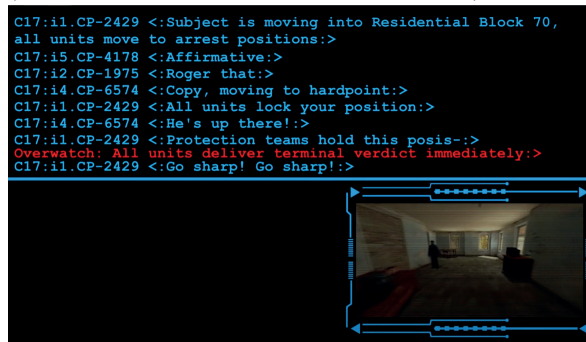 C17:i1.CP-2429 <:Subject is moving into Residential Block 70,
all units move to arrest positions:>
C17:i5.CP-4178 <:Affirmative:>
C17:i2.CP-1975 <:Roger that:>
C17:i4.CP-6574 <:Copy, moving to hardpoint:>
C17:i1.CP-2429 <:All units lock your position:>
C17:i4.CP-6574 <:He's up there!:>
C17:i1.CP-2429 <:Protection teams hold this posis-:>
Overwatch: All units deliver terminal verdict immediately:>
C17:i1.CP-2429 <:Go sharp! Go sharp!:>